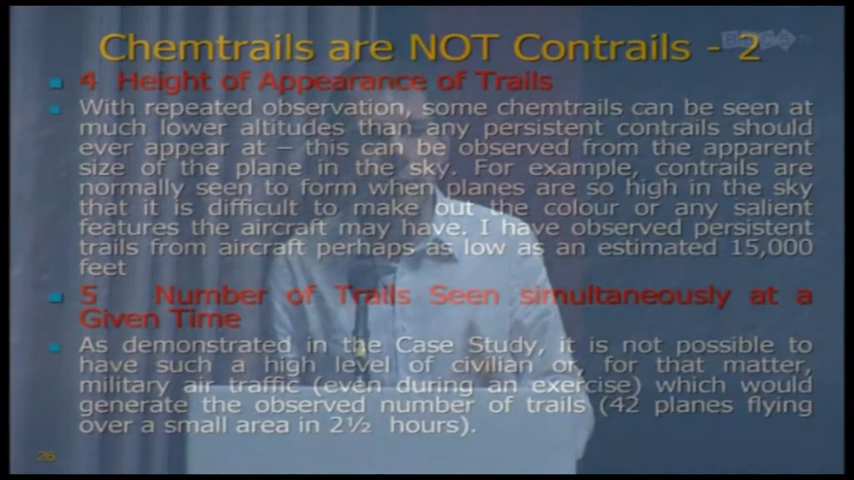 Chemtrails are NOT Contrails - 2
4 Height of Appearance of Trails
With repeated observation, some chemtrails can be seen at
much lower altitudes than any persistent contrails should
ever appear at – this can be observed from the apparent
size of the plane in the sky. For example, contrails are
normally seen to form when planes are so high in the sky
that it is difficult to make out the colour or any salient
features the aircraft may have. I have observed persistent
trails from aircraft perhaps as low as an estimated 15,000
feet
5 Number of Trails Seen simultaneously at a
Given Time
As demonstrated in the Case Study, it is not possible to
have such a high level of civilian or, for that matter,
military air traffic (even during an exercise) which would
generate the observed number of trails (42 planes flying
over a small area in 2½ hours).
26